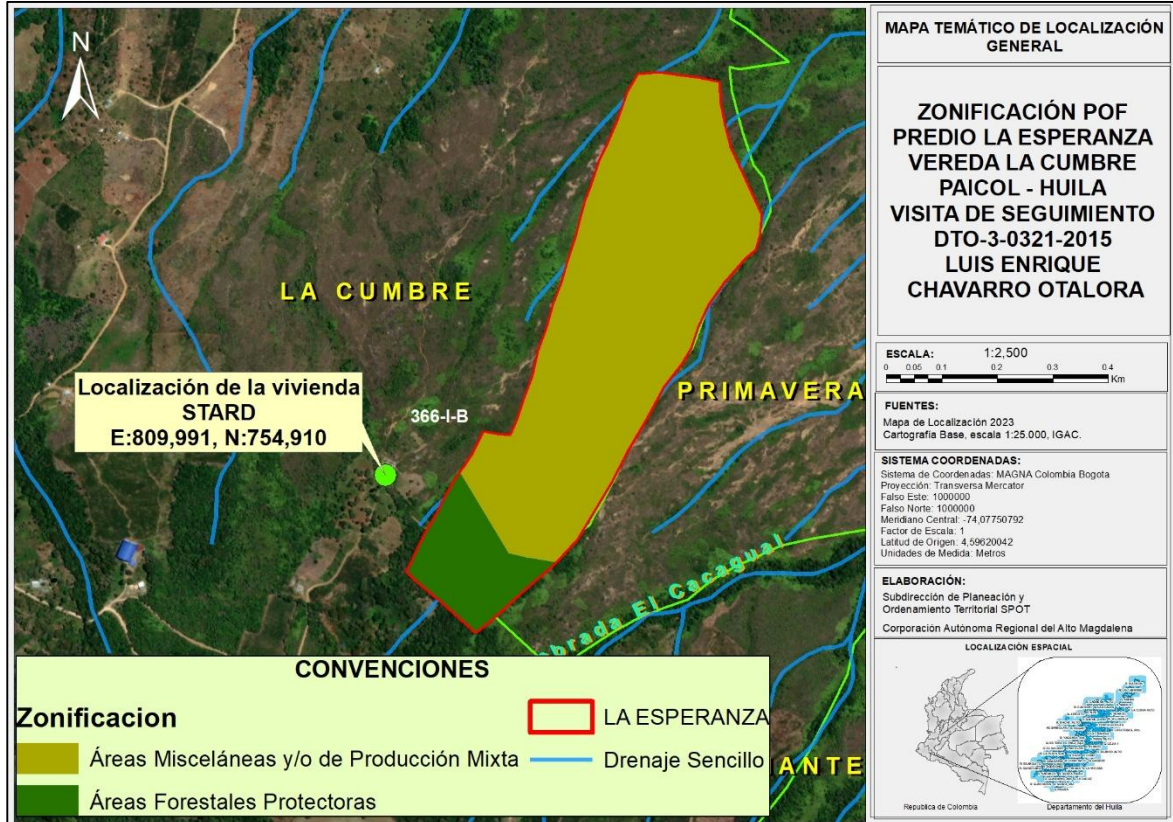 N
LA CUMBRE
PRIMAVERA
366-I-B
Localización de la vivienda
STARD
E:809,991, N:754,910
brada El Cacagual
ANTE
CONVENCIONES
Zonificacion
Áreas Misceláneas y/o de Producción Mixta
Áreas Forestales Protectoras
LA ESPERANZA
Drenaje Sencillo
MAPA TEMÁTICO DE LOCALIZACIÓN
GENERAL
ZONIFICACIÓN POF
PREDIO LA ESPERANZA
VEREDA LA CUMBRE
PAICOL - HUILA
VISITA DE SEGUIMIENTO
DTO-3-0321-2015
LUIS ENRIQUE
CHAVARRO OTALORA
ESCALA: 1:2,500
0 0.05 0.1 0.2 0.3 0.4
Km
FUENTES:
Mapa de Localización 2023
Cartografía Base, escala 1:25.000, IGAC.
SISTEMA COORDENADAS:
Sistema de Coordenadas: MAGNA Colombia Bogota
Proyección: Transversa Mercator
Falso Este: 1000000
Falso Norte: 1000000
Meridiano Central: -74,07750792
Factor de Escala: 1
Latitud de Origen: 4,59620042
Unidades de Medida: Metros
ELABORACIÓN:
Subdirección de Planeación y
Ordenamiento Territorial SPOT
Corporación Autónoma Regional del Alto Magdalena
LOCALIZACIÓN ESPACIAL
Republica de Colombia
Departamento del Huila